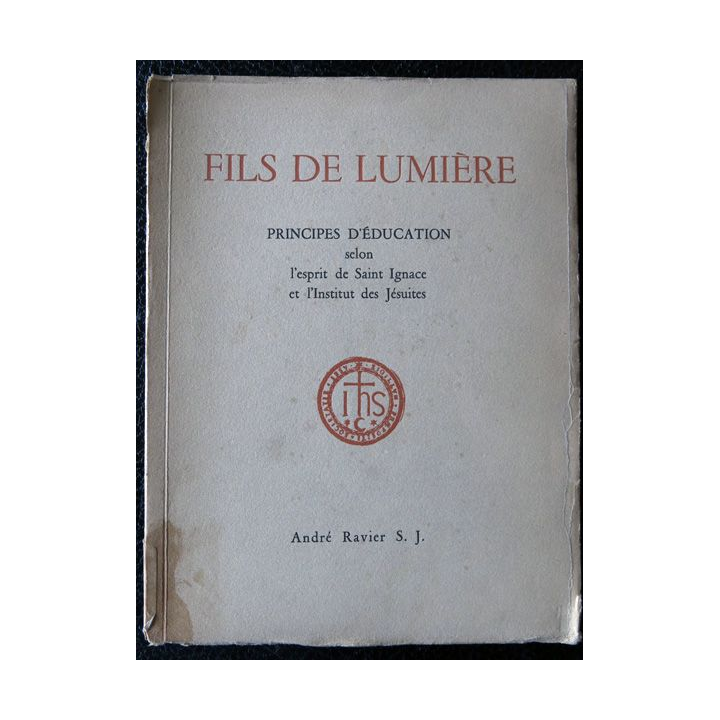 FILS DE LUMIÈRE
PRINCIPES D'ÉDUCATION
selon
l'esprit de Saint Ignace
et l'Institut des Jésuites
IhS
André Ravier S. J.